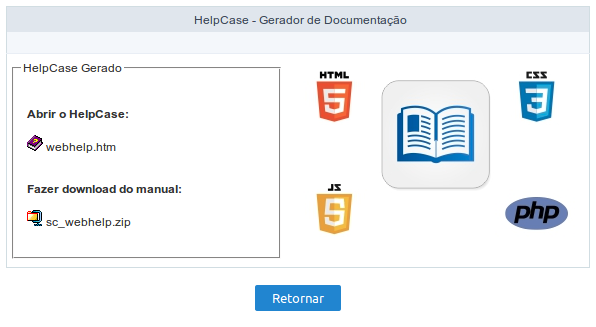 HelpCase - Gerador de Documentação
HelpCase Gerado
Abrir o HelpCase:
webhelp.htm
Fazer download do manual:
sc_webhelp.zip
HTML
5
CSS
3
JS
5
php
Retornar